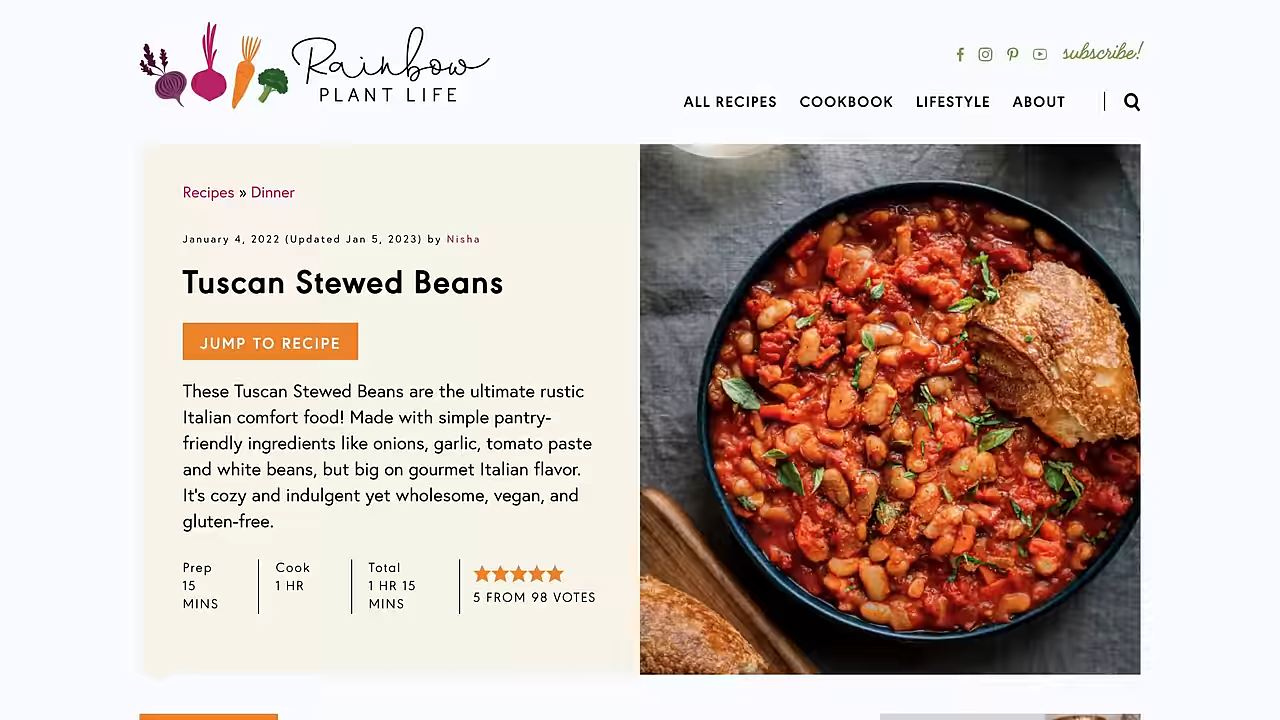 Rainbow
PLANT LIFE
subscribe!
ALL RECIPES COOKBOOK LIFESTYLE ABOUT
Recipes » Dinner
January 4, 2022 (Updated Jan 5, 2023) by Nisha
Tuscan Stewed Beans
JUMP TO RECIPE
These Tuscan Stewed Beans are the ultimate rustic
Italian comfort food! Made with simple pantry-
friendly ingredients like onions, garlic, tomato paste
and white beans, but big on gourmet Italian flavor.
It's cozy and indulgent yet wholesome, vegan, and
gluten-free.
Prep
15
MINS
Cook
1 HR
Total
1 HR 15
MINS
5 FROM 98 VOTES